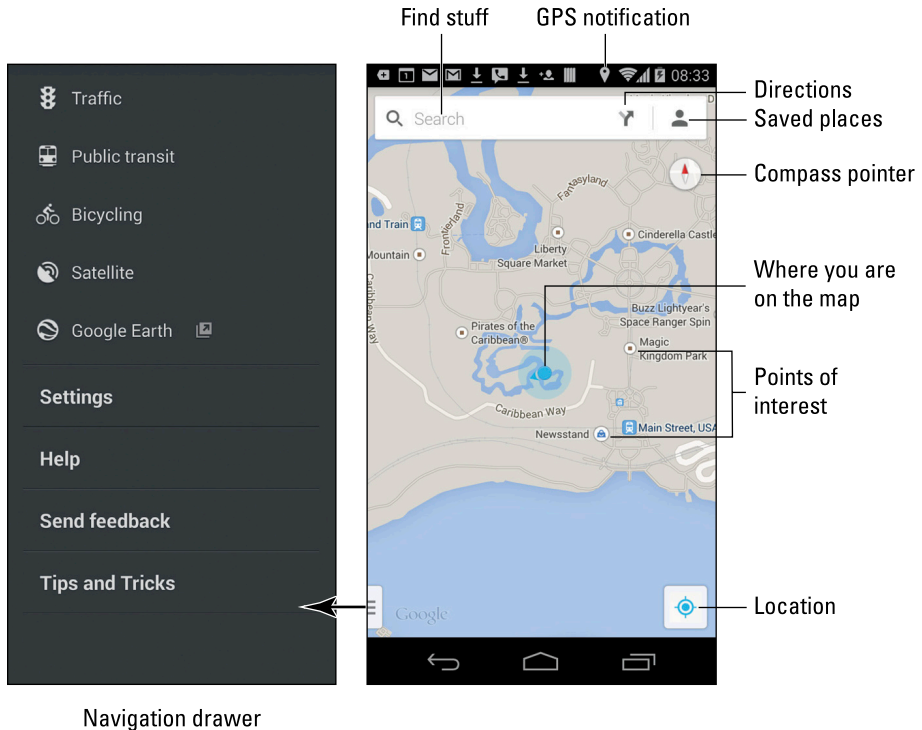 Find stuff
GPS notification
Traffic
Public transit
Bicycling
Satellite
Google Earth
Settings
Help
Send feedback
Tips and Tricks
Navigation drawer
1
08:33
Search
D
Fantasyland
Frontierland
nd Train
Mountain
Liberty
Square Market
Cinderella Castle
Caribbean Way
Buzz Lightyear's
Space Ranger Spin
Pirates of the
Caribbean®
Magic
Kingdom Park
Caribbean Way
Newsstand
Main Street, USA
Google
Directions
Saved places
Compass pointer
Where you are
on the map
Points of
interest
Location